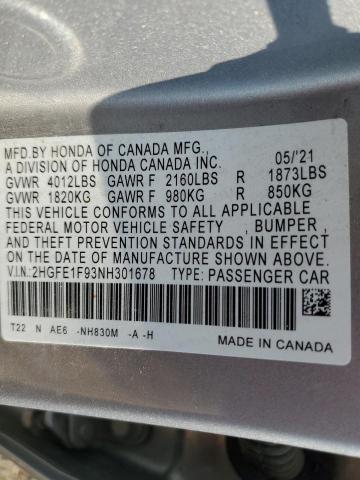 MFD.BY HONDA OF CANADA MFG.,
A DIVISION OF HONDA CANADA INC. 05/'21
GVWR 4012LBS GAWR F 2160LBS R 1873LBS
GVWR 1820KG GAWR F 980KG R 850KG
THIS VEHICLE CONFORMS TO ALL APPLICABLE
FEDERAL MOTOR VEHICLE SAFETY , BUMPER ,
AND THEFT PREVENTION STANDARDS IN EFFECT
ON THE DATE OF MANUFACTURE SHOWN ABOVE.
V.I.N: 2HGFE1F93NH301678 TYPE: PASSENGER CAR
T22 N AE6 -NH830M -A -H
MADE IN CANADA